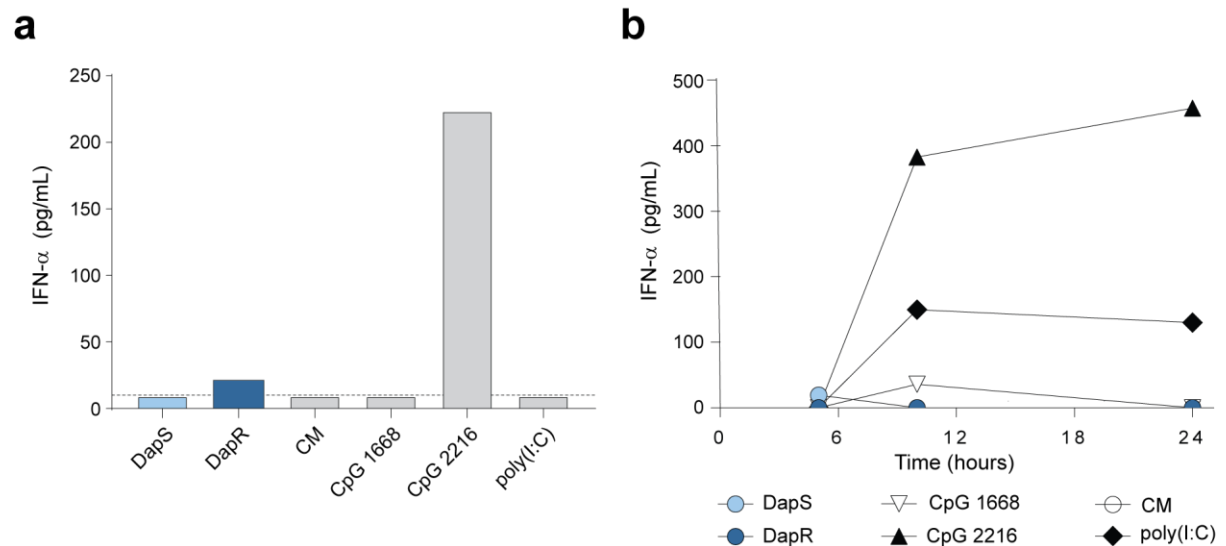 a
250
200
150
100
50
0
IFN-α (pg/mL)
DapS
DapR
CM
CpG 1668
CpG 2216
poly(I:C)
b
500
400
300
200
100
0
IFN-α (pg/mL)
0 6 12 18 24
Time (hours)
DapS CpG 1668 CM
DapR CpG 2216 poly(I:C)